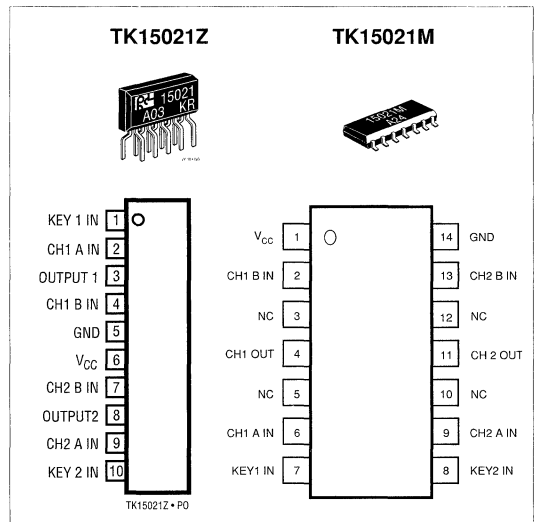 TK15021Z
TK15021M
15021
A03 KR
15021M
A24
KEY 1 IN 1
CH1 A IN 2
OUTPUT 1 3
CH1 B IN 4
GND 5
VCC 6
CH2 B IN 7
OUTPUT2 8
CH2 A IN 9
KEY 2 IN 10
TK15021Z • P0
VCC 1
CH1 B IN 2
NC 3
CH1 OUT 4
NC 5
CH1 A IN 6
KEY1 IN 7
14 GND
13 CH2 B IN
12 NC
11 CH 2 OUT
10 NC
9 CH2 A IN
8 KEY2 IN